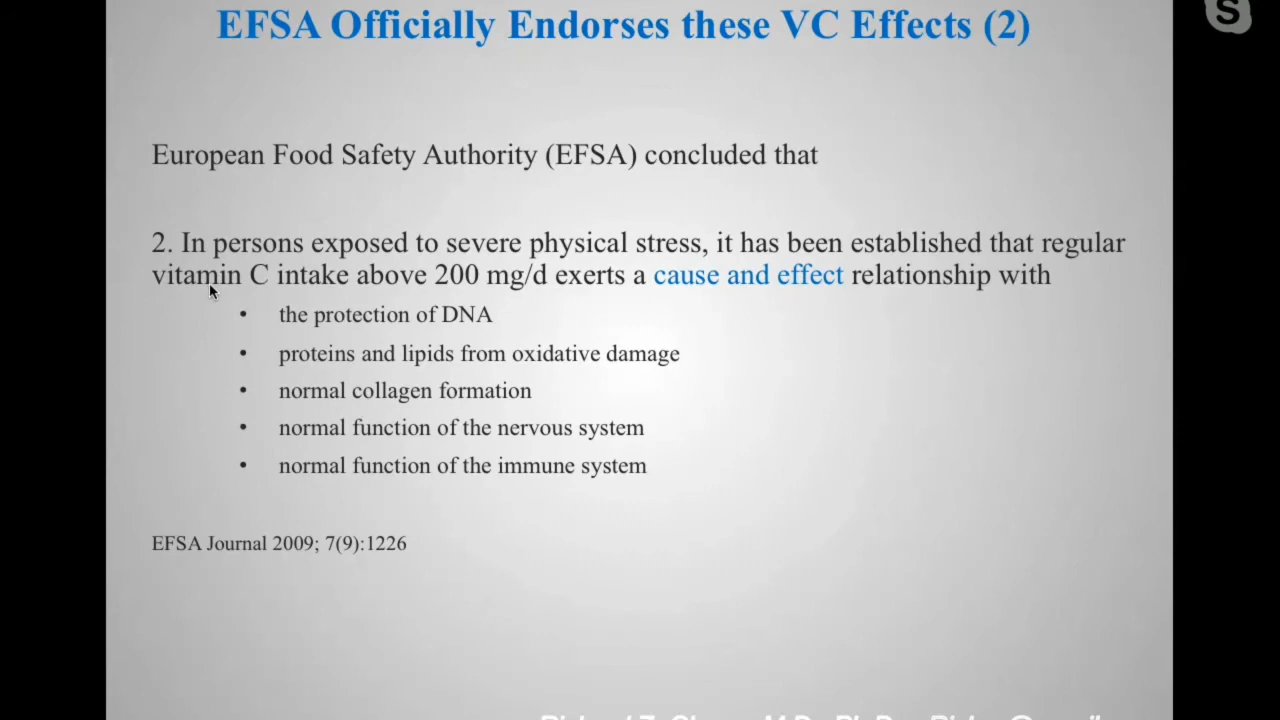 S
EFSA Officially Endorses these VC Effects (2)
European Food Safety Authority (EFSA) concluded that
2. In persons exposed to severe physical stress, it has been established that regular
vitamin C intake above 200 mg/d exerts a cause and effect relationship with
• the protection of DNA
• proteins and lipids from oxidative damage
• normal collagen formation
• normal function of the nervous system
• normal function of the immune system
EFSA Journal 2009; 7(9):1226